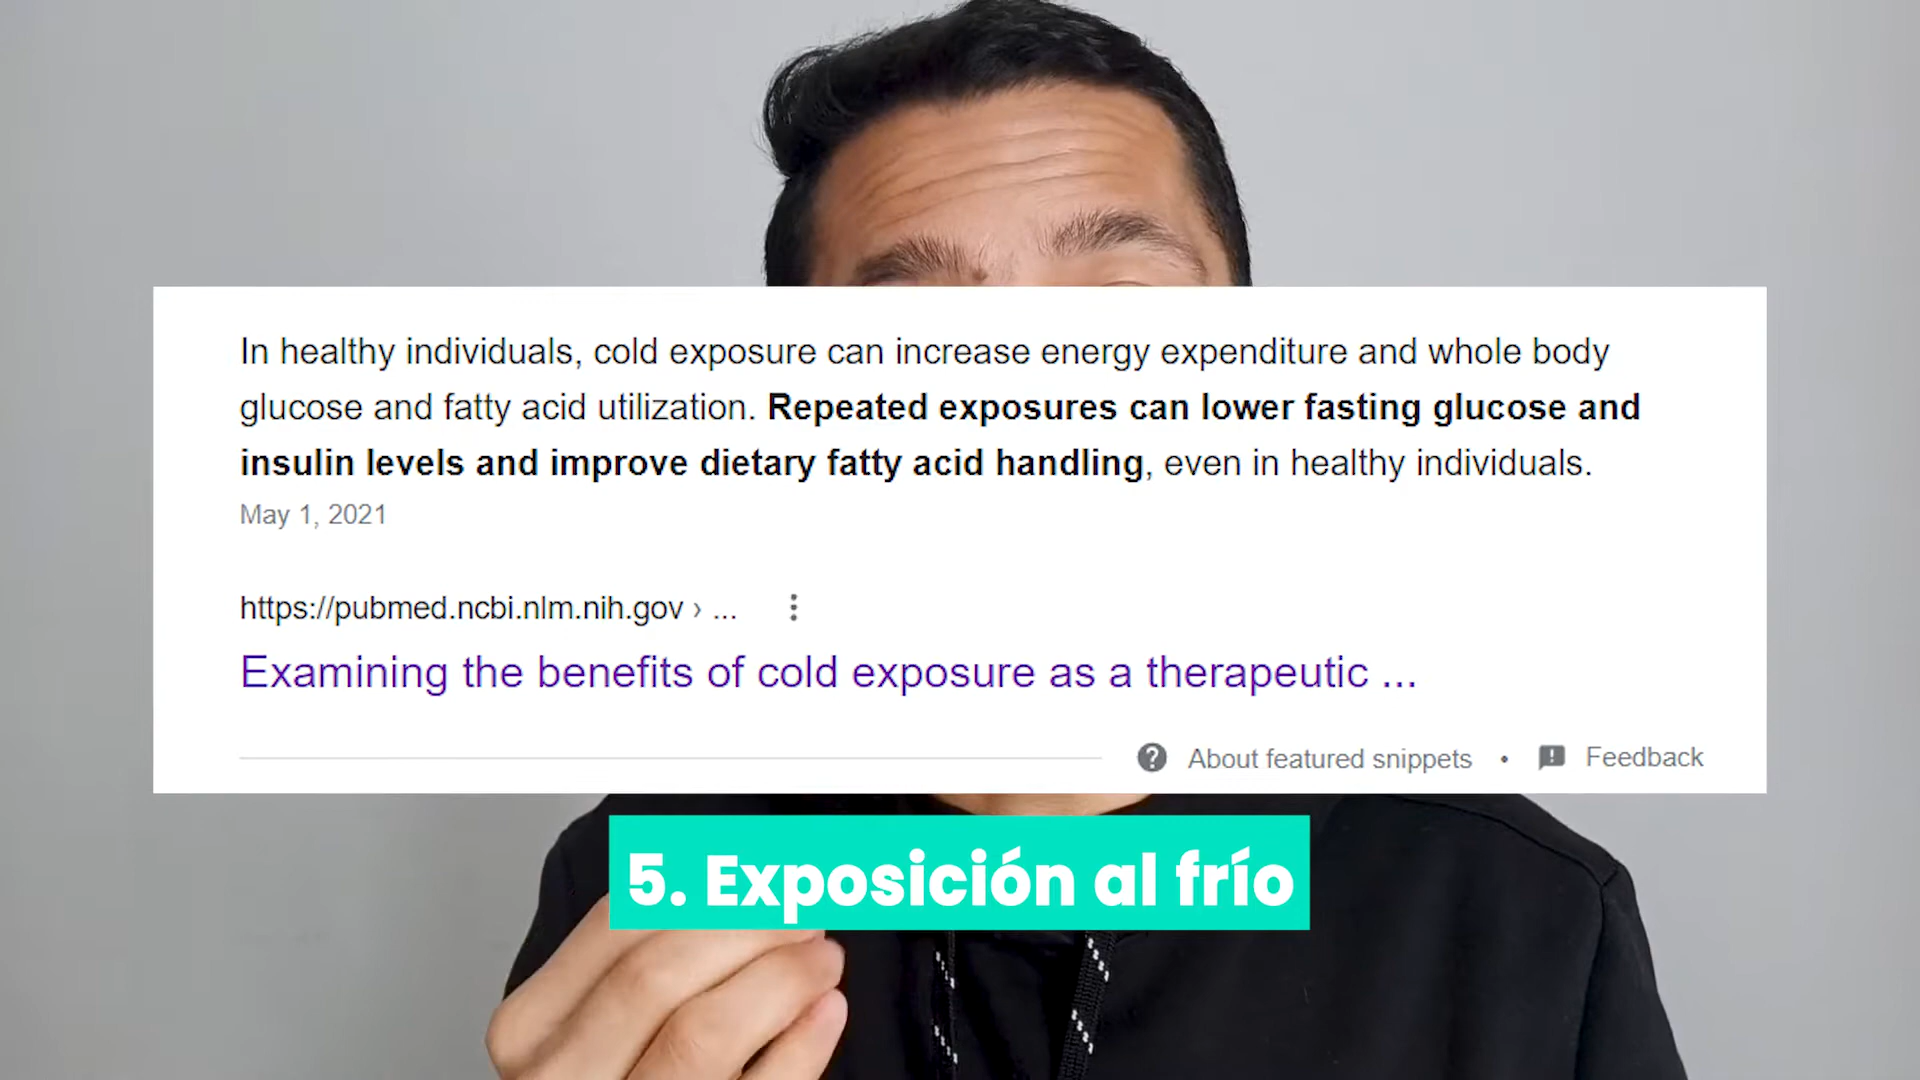 In healthy individuals, cold exposure can increase energy expenditure and whole body
glucose and fatty acid utilization. Repeated exposures can lower fasting glucose and
insulin levels and improve dietary fatty acid handling, even in healthy individuals.
May 1, 2021
https://pubmed.ncbi.nlm.nih.gov › ...
Examining the benefits of cold exposure as a therapeutic ...
About featured snippets • Feedback
5. Exposición al frío